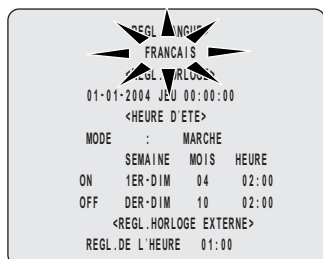 FRANCAIS
01-01-2004 JEU 00:00:00
<HEURE D'ETE>
MODE : MARCHE
SEMAINE MOIS HEURE
ON 1ER-DIM 04 02:00
OFF DER-DIM 10 02:00
<REGL.HORLOGE EXTERNE>
REGL.DE L'HEURE 01:00